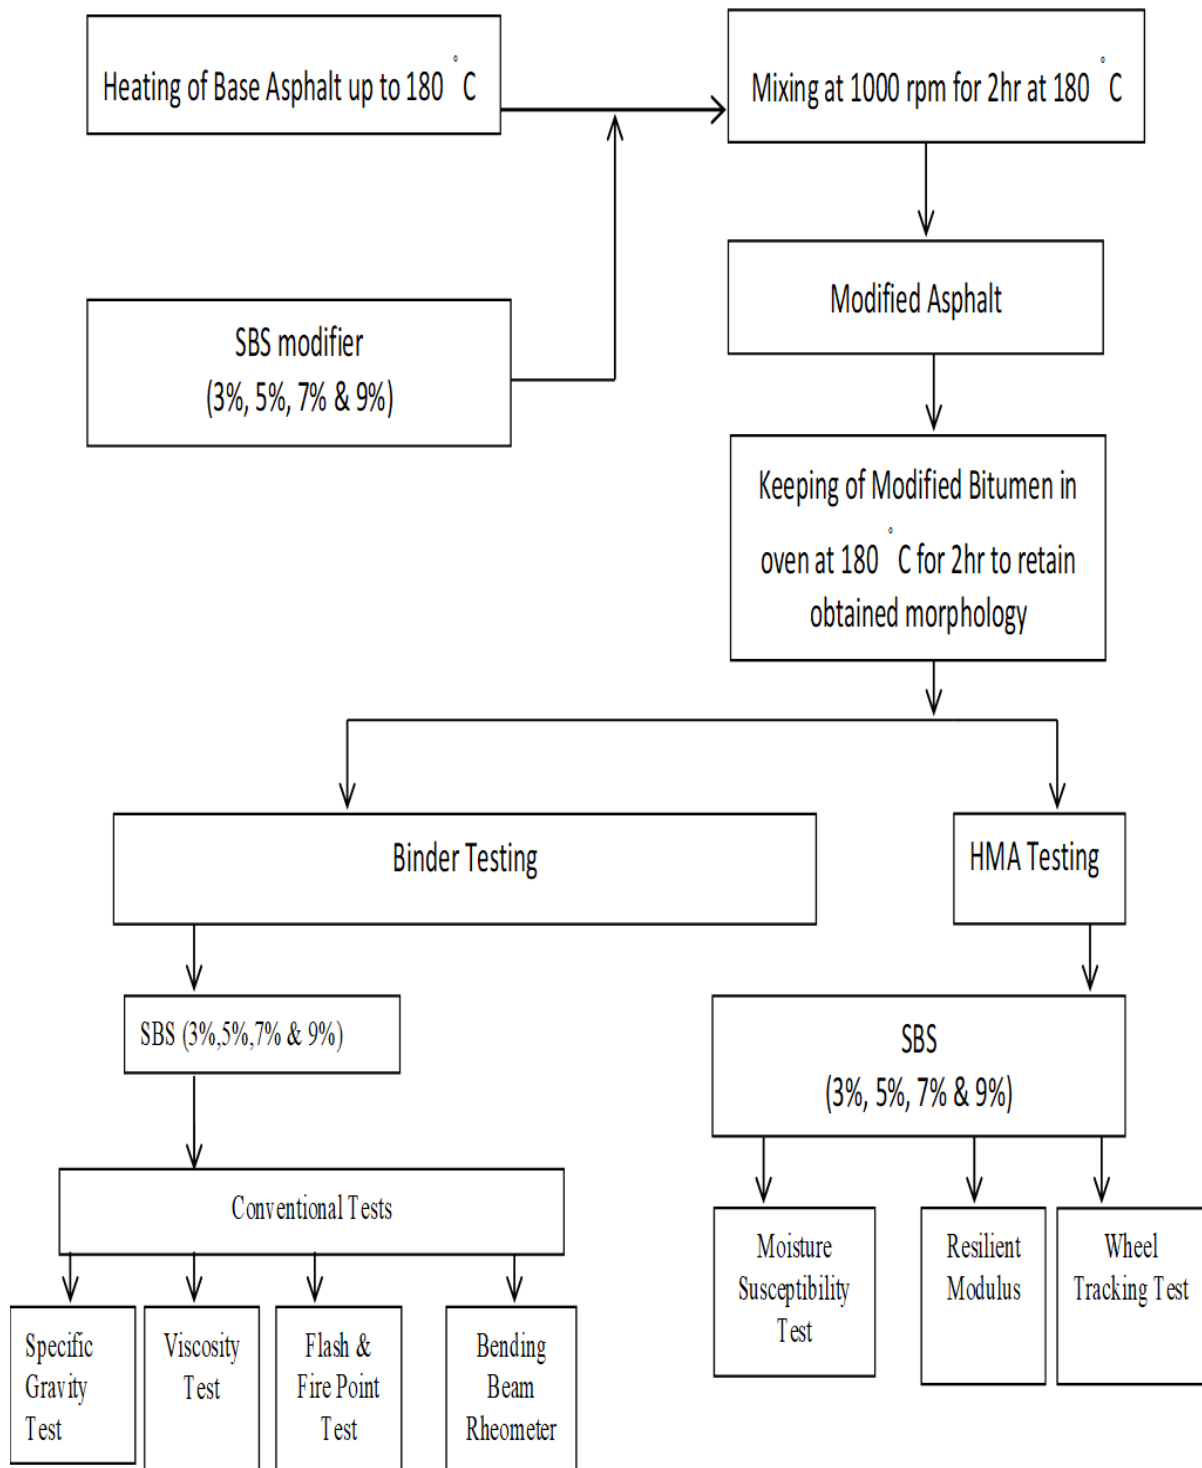 Heating of Base Asphalt up to 180 °C
Mixing at 1000 rpm for 2hr at 180 °C
SBS modifier
(3%, 5%, 7% & 9%)
Modified Asphalt
Keeping of Modified Bitumen in
oven at 180 °C for 2hr to retain
obtained morphology
Binder Testing
HMA Testing
SBS (3%,5%,7% & 9%)
SBS
(3%, 5%, 7% & 9%)
Conventional Tests
Specific
Gravity
Test
Viscosity
Test
Flash &
Fire Point
Test
Bending
Beam
Rheometer
Moisture
Susceptibility
Test
Resilient
Modulus
Wheel
Tracking Test